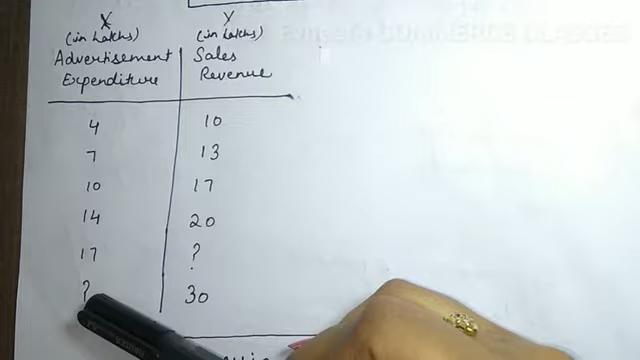 X Y
(in Lakhs) (in Lakhs)
Advertisement Sales
Expenditure Revenue
4 10
7 13
10 17
14 20
17 ?
? 30